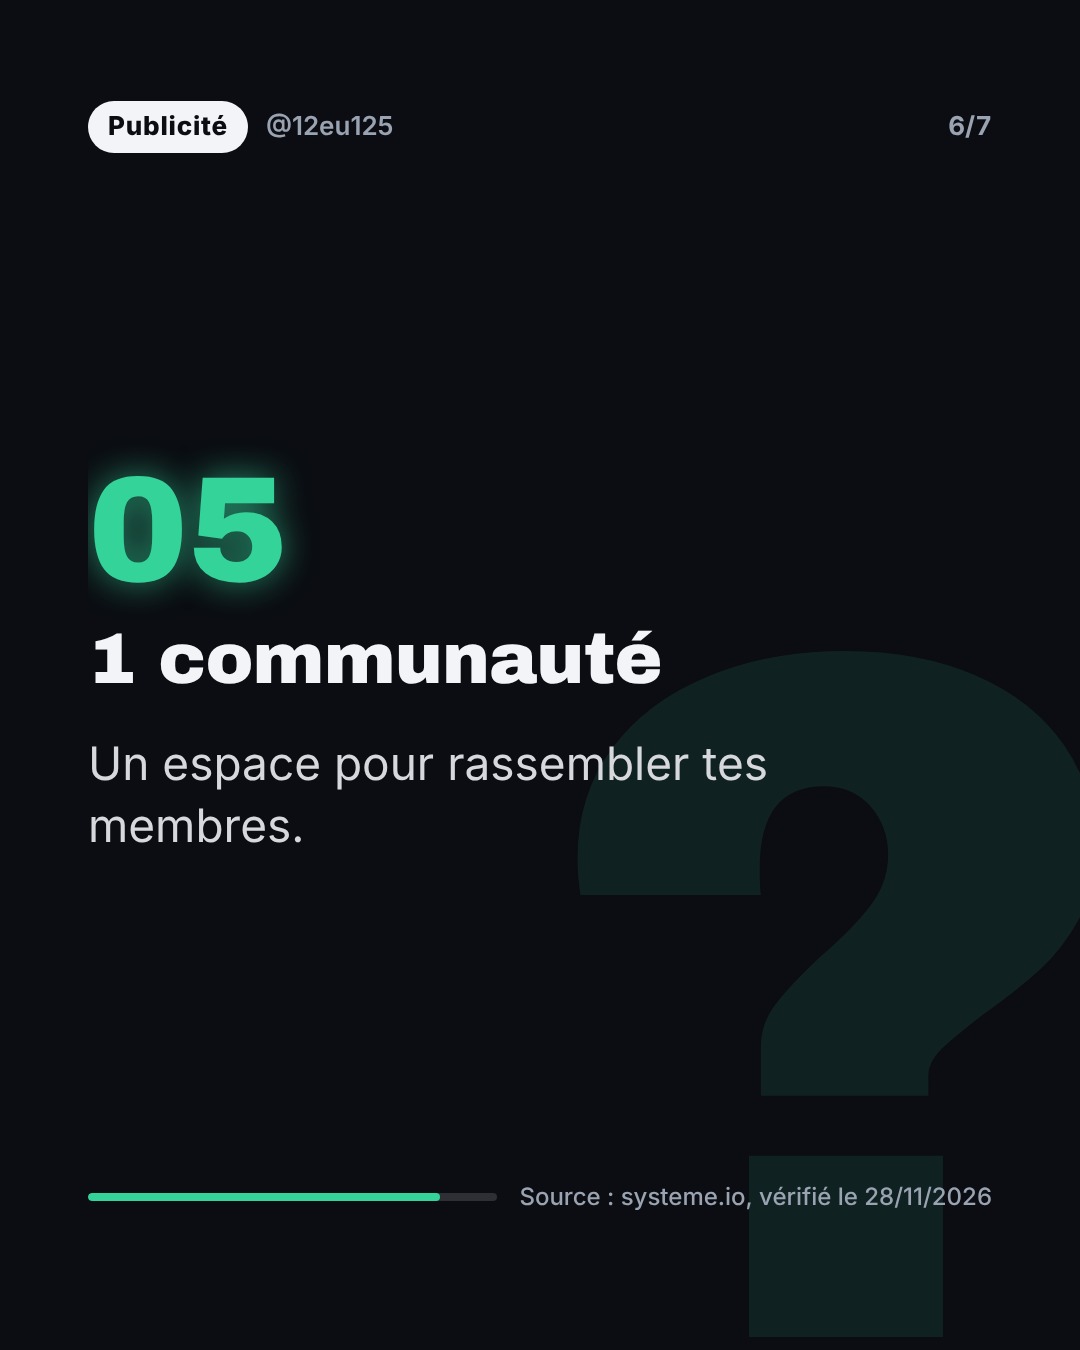 Publicité @12eu125 6/7
05
1 communauté
Un espace pour rassembler tes
membres.
Source : systeme.io, vérifié le 28/11/2026
?